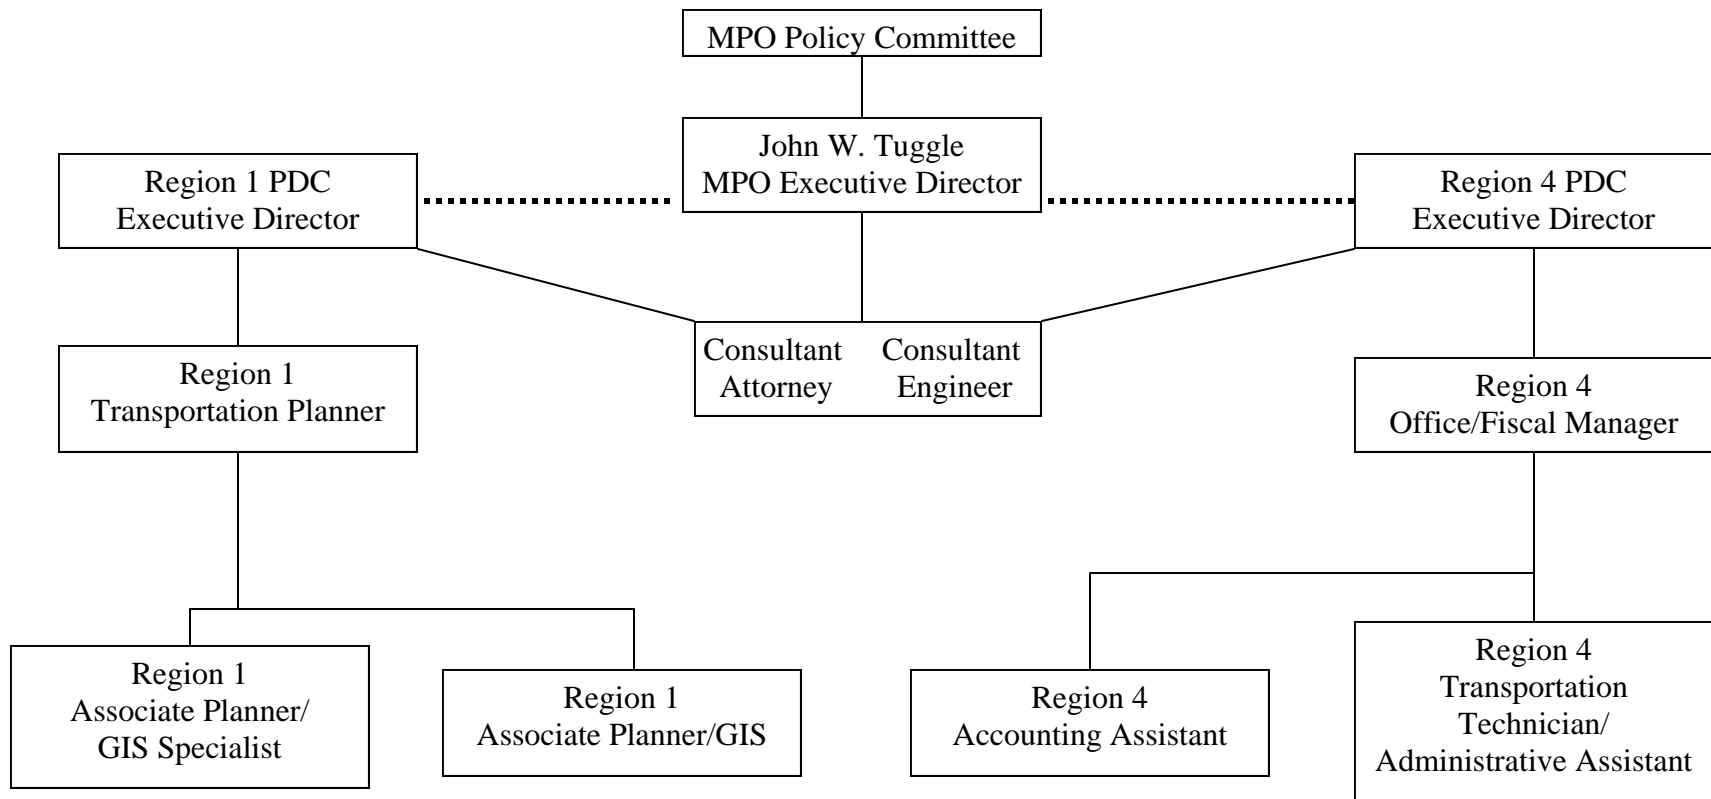 MPO Policy Committee
John W. Tuggle
MPO Executive Director
Region 1 PDC
Executive Director
Region 4 PDC
Executive Director
Consultant Consultant
Attorney Engineer
Region 1
Transportation Planner
Region 4
Office/Fiscal Manager
Region 1
Associate Planner/
GIS Specialist
Region 1
Associate Planner/GIS
Region 4
Accounting Assistant
Region 4
Transportation
Technician/
Administrative Assistant